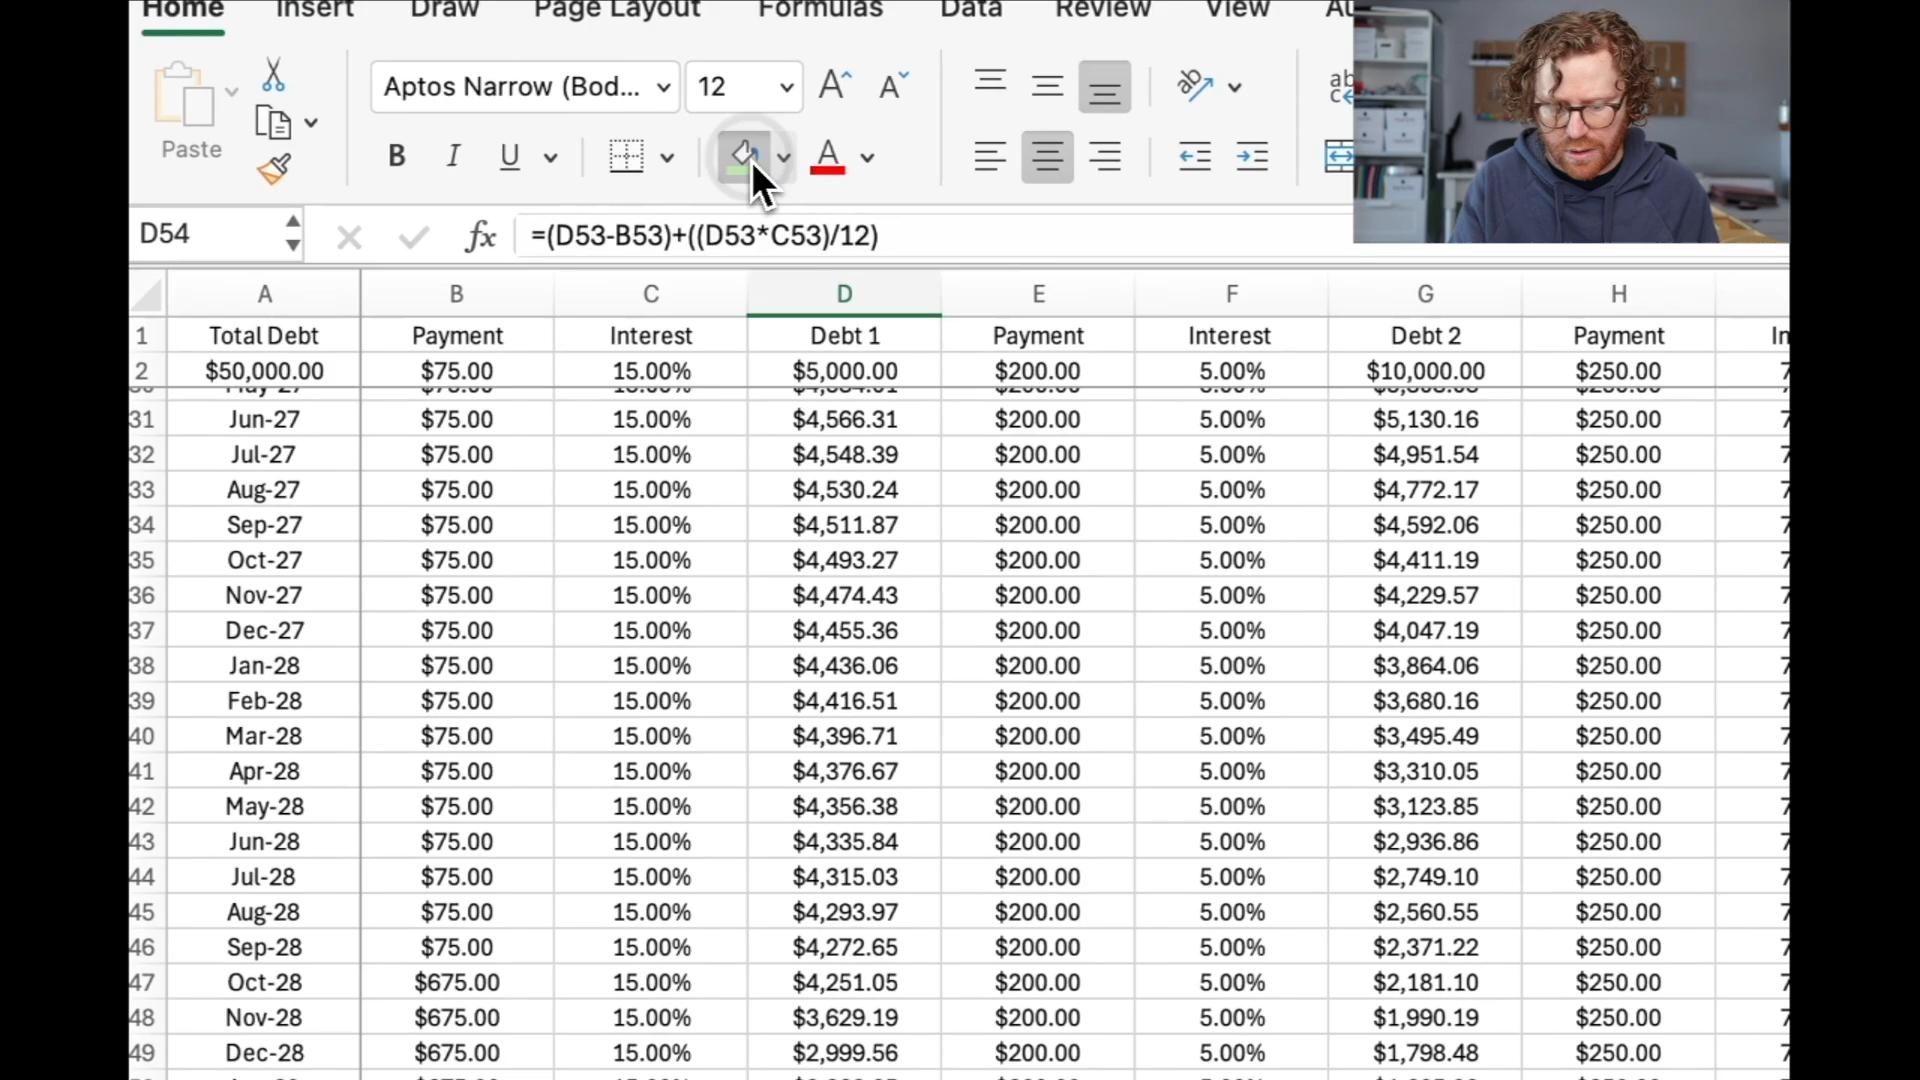 Home Insert Draw Page Layout Formulas Data Review View
Aptos Narrow (Bod... 12 A A ab
Paste B I U A
D54 fx =(D53-B53)+((D53*C53)/12)
A B C D E F G H
1 Total Debt Payment Interest Debt 1 Payment Interest Debt 2 Payment In
2 $50,000.00 $75.00 15.00% $5,000.00 $200.00 5.00% $10,000.00 $250.00 7
31 Jun-27 $75.00 15.00% $4,566.31 $200.00 5.00% $5,130.16 $250.00 7
32 Jul-27 $75.00 15.00% $4,548.39 $200.00 5.00% $4,951.54 $250.00 7
33 Aug-27 $75.00 15.00% $4,530.24 $200.00 5.00% $4,772.17 $250.00 7
34 Sep-27 $75.00 15.00% $4,511.87 $200.00 5.00% $4,592.06 $250.00 7
35 Oct-27 $75.00 15.00% $4,493.27 $200.00 5.00% $4,411.19 $250.00 7
36 Nov-27 $75.00 15.00% $4,474.43 $200.00 5.00% $4,229.57 $250.00 7
37 Dec-27 $75.00 15.00% $4,455.36 $200.00 5.00% $4,047.19 $250.00 7
38 Jan-28 $75.00 15.00% $4,436.06 $200.00 5.00% $3,864.06 $250.00 7
39 Feb-28 $75.00 15.00% $4,416.51 $200.00 5.00% $3,680.16 $250.00 7
40 Mar-28 $75.00 15.00% $4,396.71 $200.00 5.00% $3,495.49 $250.00 7
41 Apr-28 $75.00 15.00% $4,376.67 $200.00 5.00% $3,310.05 $250.00 7
42 May-28 $75.00 15.00% $4,356.38 $200.00 5.00% $3,123.85 $250.00 7
43 Jun-28 $75.00 15.00% $4,335.84 $200.00 5.00% $2,936.86 $250.00 7
44 Jul-28 $75.00 15.00% $4,315.03 $200.00 5.00% $2,749.10 $250.00 7
45 Aug-28 $75.00 15.00% $4,293.97 $200.00 5.00% $2,560.55 $250.00 7
46 Sep-28 $75.00 15.00% $4,272.65 $200.00 5.00% $2,371.22 $250.00 7
47 Oct-28 $675.00 15.00% $4,251.05 $200.00 5.00% $2,181.10 $250.00 7
48 Nov-28 $675.00 15.00% $3,629.19 $200.00 5.00% $1,990.19 $250.00 7
49 Dec-28 $675.00 15.00% $2,999.56 $200.00 5.00% $1,798.48 $250.00 7